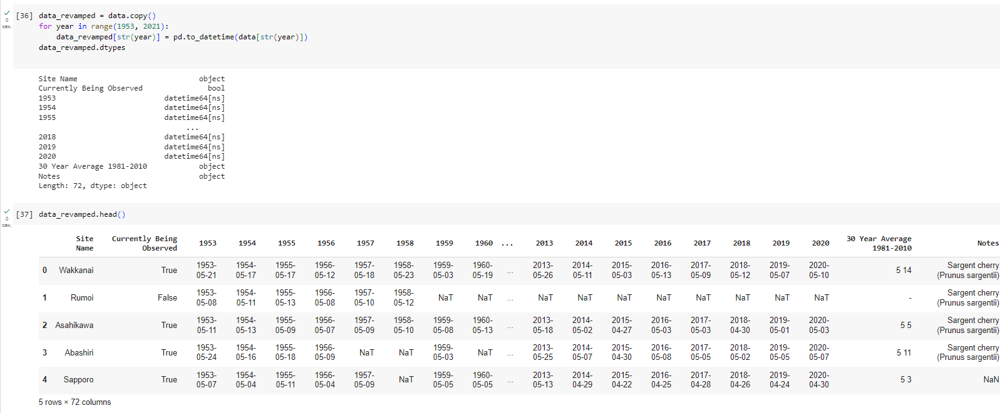 [36] data_revamped = data.copy()
0 for year in range(1953, 2021):
сек. data_revamped[str(year)] = pd.to_datetime(data[str(year)])
data_revamped.dtypes
Site Name object
Currently Being Observed bool
1953 datetime64[ns]
1954 datetime64[ns]
1955 datetime64[ns]
...
2018 datetime64[ns]
2019 datetime64[ns]
2020 datetime64[ns]
30 Year Average 1981-2010 object
Notes object
Length: 72, dtype: object
[37] data_revamped.head()
0
сек.
Site Currently Being 1953 1954 1955 1956 1957 1958 1959 1960 ... 2013 2014 2015 2016 2017 2018 2019 2020 30 Year Average Notes
Name Observed 1981-2010
0 Wakkanai True 1953- 1954- 1955- 1956- 1957- 1958- 1959- 1960- ... 2013- 2014- 2015- 2016- 2017- 2018- 2019- 2020- 5 14 Sargent cherry
05-21 05-17 05-17 05-12 05-18 05-23 05-03 05-19 05-26 05-11 05-03 05-13 05-09 05-12 05-07 05-10 (Prunus sargentii)
1 Rumoi False 1953- 1954- 1955- 1956- 1957- 1958- NaT NaT ... NaT NaT NaT NaT NaT NaT NaT NaT - Sargent cherry
05-08 05-11 05-13 05-08 05-10 05-12 (Prunus sargentii)
2 Asahikawa True 1953- 1954- 1955- 1956- 1957- 1958- 1959- 1960- ... 2013- 2014- 2015- 2016- 2017- 2018- 2019- 2020- 5 5 Sargent cherry
05-11 05-13 05-09 05-07 05-09 05-10 05-08 05-13 05-18 05-02 04-27 05-03 05-03 04-30 05-01 05-03 (Prunus sargentii)
3 Abashiri True 1953- 1954- 1955- 1956- NaT NaT 1959- NaT ... 2013- 2014- 2015- 2016- 2017- 2018- 2019- 2020- 5 11 Sargent cherry
05-24 05-16 05-18 05-09 05-03 05-25 05-07 04-30 05-08 05-05 05-02 05-05 05-07 (Prunus sargentii)
4 Sapporo True 1953- 1954- 1955- 1956- 1957- NaT 1959- 1960- ... 2013- 2014- 2015- 2016- 2017- 2018- 2019- 2020- 5 3 NaN
05-07 05-04 05-11 05-04 05-09 05-05 05-05 05-13 04-29 04-22 04-25 04-28 04-26 04-24 04-30
5 rows × 72 columns